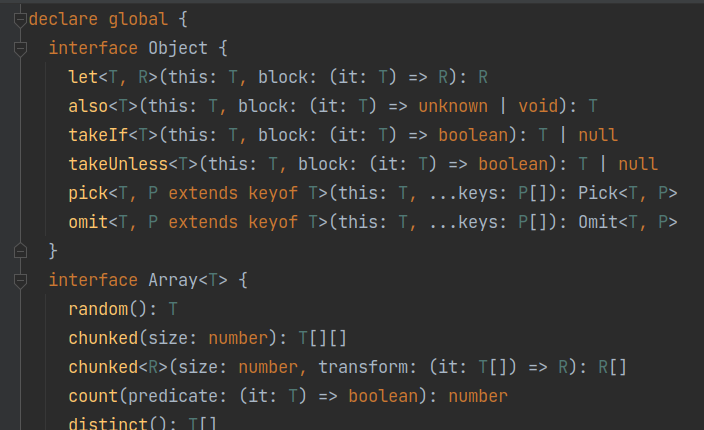 declare global {
interface Object {
let<T, R>(this: T, block: (it: T) => R): R
also<T>(this: T, block: (it: T) => unknown | void): T
takeIf<T>(this: T, block: (it: T) => boolean): T | null
takeUnless<T>(this: T, block: (it: T) => boolean): T | null
pick<T, P extends keyof T>(this: T, ...keys: P[]): Pick<T, P>
omit<T, P extends keyof T>(this: T, ...keys: P[]): Omit<T, P>
}
interface Array<T> {
random(): T
chunked(size: number): T[][]
chunked<R>(size: number, transform: (it: T[]) => R): R[]
count(predicate: (it: T) => boolean): number
distinct(): T[]